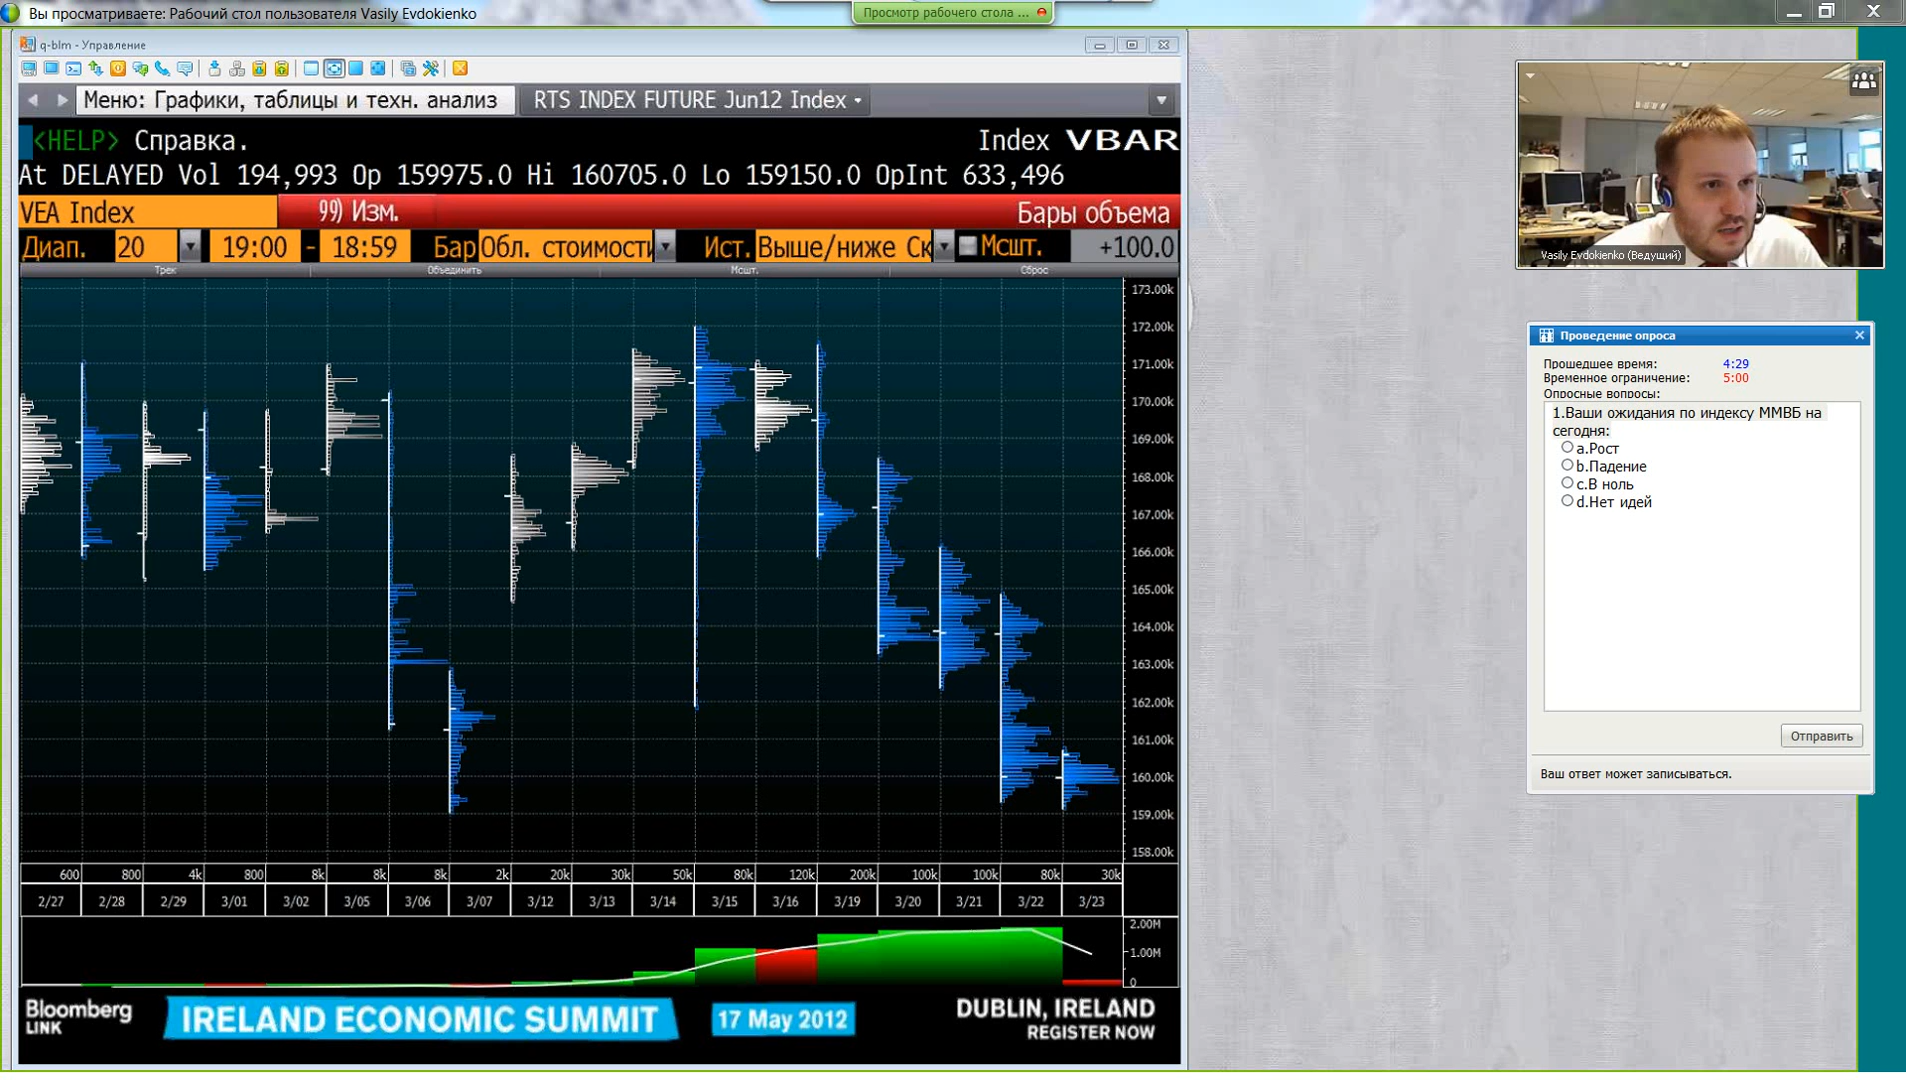 Вы просматриваете: Рабочий стол пользователя Vasily Evdokienko
Просмотр рабочего стола ...
q-blm - Управление
Меню: Графики, таблицы и техн. анализ
RTS INDEX FUTURE Jun12 Index
<HELP> Справка.
Index VBAR
At DELAYED Vol 194,993 Op 159975.0 Hi 160705.0 Lo 159150.0 OpInt 633,496
VEA Index
99) Изм.
Бары объема
Диап. 20 19:00 - 18:59 Бар Обл. стоимости Ист. Выше/ниже Ск Мсшт. +100.0
Трек Объединить Мсшт. Сброс
173.00k
172.00k
171.00k
170.00k
169.00k
168.00k
167.00k
166.00k
165.00k
164.00k
163.00k
162.00k
161.00k
160.00k
159.00k
158.00k
600 800 4k 800 8k 8k 8k 2k 20k 30k 50k 80k 120k 200k 100k 100k 80k 30k
2/27 2/28 2/29 3/01 3/02 3/05 3/06 3/07 3/12 3/13 3/14 3/15 3/16 3/19 3/20 3/21 3/22 3/23
2.00M
1.00M
0
Bloomberg
LINK
IRELAND ECONOMIC SUMMIT
17 May 2012
DUBLIN, IRELAND
REGISTER NOW
Vasily Evdokienko (Ведущий)
Проведение опроса
Прошедшее время: 4:29
Временное ограничение: 5:00
Опросные вопросы:
1.Ваши ожидания по индексу ММВБ на
сегодня:
a.Рост
b.Падение
c.В ноль
d.Нет идей
Отправить
Ваш ответ может записываться.